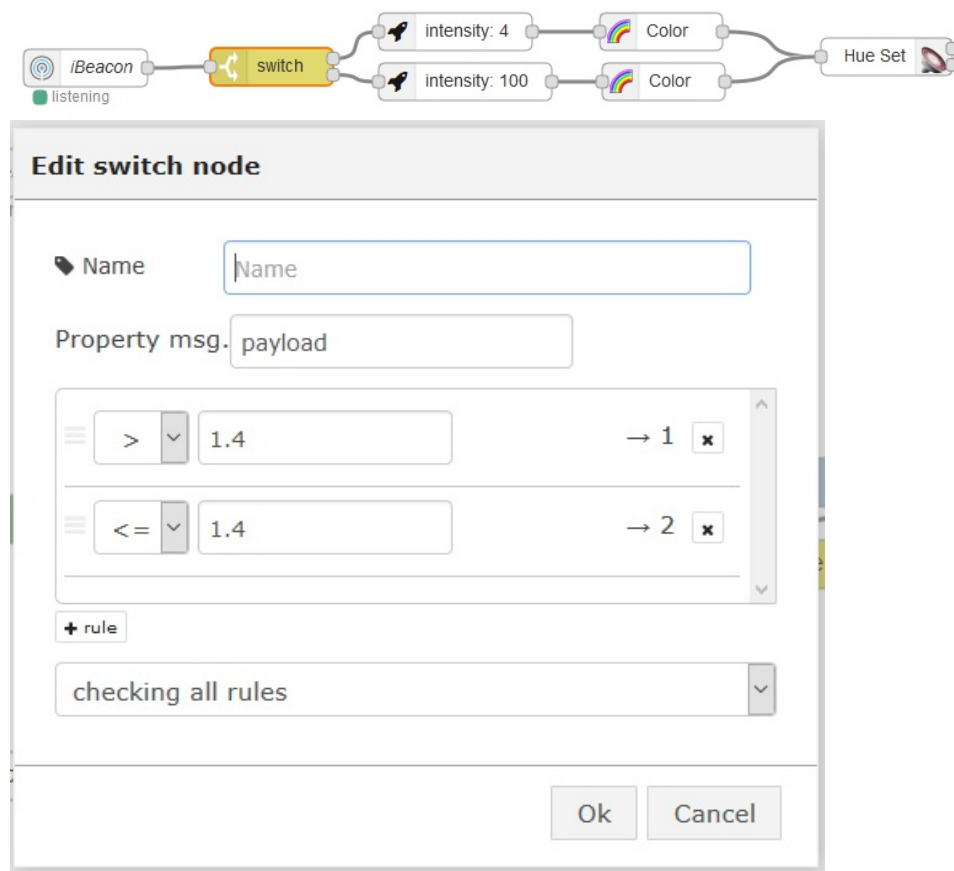 intensity: 4
Color
iBeacon
switch
Hue Set
listening
intensity: 100
Color
Edit switch node
Name
Name
Property msg. payload
> 1.4 → 1 x
<= 1.4 → 2 x
+ rule
checking all rules
Ok Cancel